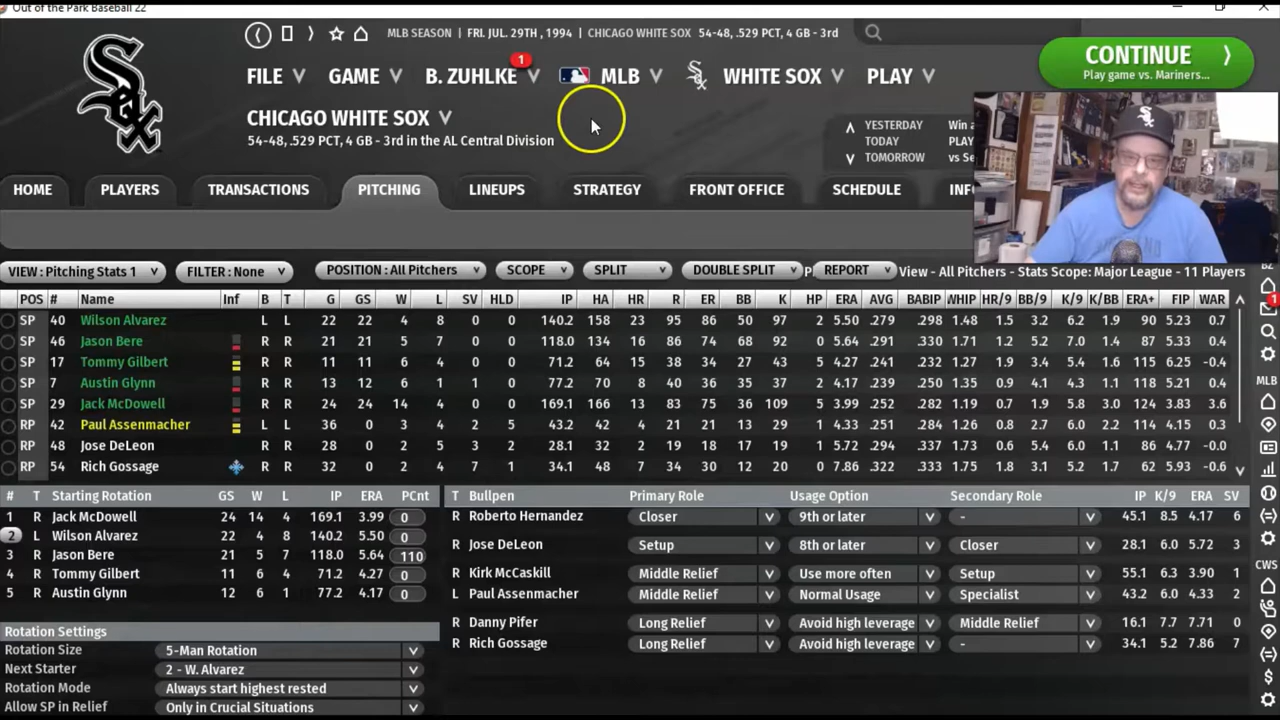 Out of the Park Baseball 22
MLB SEASON | FRI. JUL. 29TH , 1994 | CHICAGO WHITE SOX 54-48, .529 PCT, 4 GB - 3rd
CONTINUE
Play game vs. Mariners...
FILE GAME B. ZUHLKE 1 MLB WHITE SOX PLAY
CHICAGO WHITE SOX
54-48, .529 PCT, 4 GB - 3rd in the AL Central Division
YESTERDAY Win a
TODAY PLAY
TOMORROW vs Se
HOME PLAYERS TRANSACTIONS PITCHING LINEUPS STRATEGY FRONT OFFICE SCHEDULE INF
VIEW : Pitching Stats 1 FILTER : None POSITION : All Pitchers SCOPE SPLIT DOUBLE SPLIT P REPORT View - All Pitchers - Stats Scope: Major League - 11 Players
POS # Name Inf B T G GS W L SV HLD IP HA HR R ER BB K HP ERA AVG BABIP WHIP HR/9 BB/9 K/9 K/BB ERA+ FIP WAR
SP 40 Wilson Alvarez L L 22 22 4 8 0 0 140.2 158 23 95 86 50 97 2 5.50 .279 .298 1.48 1.5 3.2 6.2 1.9 90 5.23 0.7
SP 46 Jason Bere R R 21 21 5 7 0 0 118.0 134 16 86 74 68 92 0 5.64 .291 .330 1.71 1.2 5.2 7.0 1.4 87 5.33 0.4
SP 17 Tommy Gilbert R R 11 11 6 4 0 0 71.2 64 15 38 34 27 43 5 4.27 .241 .232 1.27 1.9 3.4 5.4 1.6 115 6.25 -0.4
SP 7 Austin Glynn R R 13 12 6 1 1 0 77.2 70 8 40 36 35 37 2 4.17 .239 .250 1.35 0.9 4.1 4.3 1.1 118 5.21 0.4
SP 29 Jack McDowell R R 24 24 14 4 0 0 169.1 166 13 83 75 36 109 5 3.99 .252 .282 1.19 0.7 1.9 5.8 3.0 124 3.83 3.6
RP 42 Paul Assenmacher L L 36 0 3 4 2 5 43.2 42 4 21 21 13 29 1 4.33 .251 .284 1.26 0.8 2.7 6.0 2.2 114 4.15 0.3
RP 48 Jose DeLeon R R 28 0 2 5 3 2 28.1 32 2 19 18 17 19 1 5.72 .294 .337 1.73 0.6 5.4 6.0 1.1 86 4.77 -0.0
RP 54 Rich Gossage R R 32 0 2 4 7 1 34.1 48 7 34 30 12 20 0 7.86 .322 .333 1.75 1.8 3.1 5.2 1.7 62 5.93 -0.6
# T Starting Rotation GS W L IP ERA PCnt
1 R Jack McDowell 24 14 4 169.1 3.99 0
2 L Wilson Alvarez 22 4 8 140.2 5.50 0
3 R Jason Bere 21 5 7 118.0 5.64 110
4 R Tommy Gilbert 11 6 4 71.2 4.27 0
5 R Austin Glynn 12 6 1 77.2 4.17 0
Rotation Settings
Rotation Size 5-Man Rotation
Next Starter 2 - W. Alvarez
Rotation Mode Always start highest rested
Allow SP in Relief Only in Crucial Situations
T Bullpen Primary Role Usage Option Secondary Role IP K/9 ERA SV
R Roberto Hernandez Closer 9th or later - 45.1 8.5 4.17 6
R Jose DeLeon Setup 8th or later Closer 28.1 6.0 5.72 3
R Kirk McCaskill Middle Relief Use more often Setup 55.1 6.3 3.90 1
L Paul Assenmacher Middle Relief Normal Usage Specialist 43.2 6.0 4.33 2
R Danny Pifer Long Relief Avoid high leverage Middle Relief 16.1 7.7 7.71 0
R Rich Gossage Long Relief Avoid high leverage - 34.1 5.2 7.86 7
BZ
1
MLB
CWS